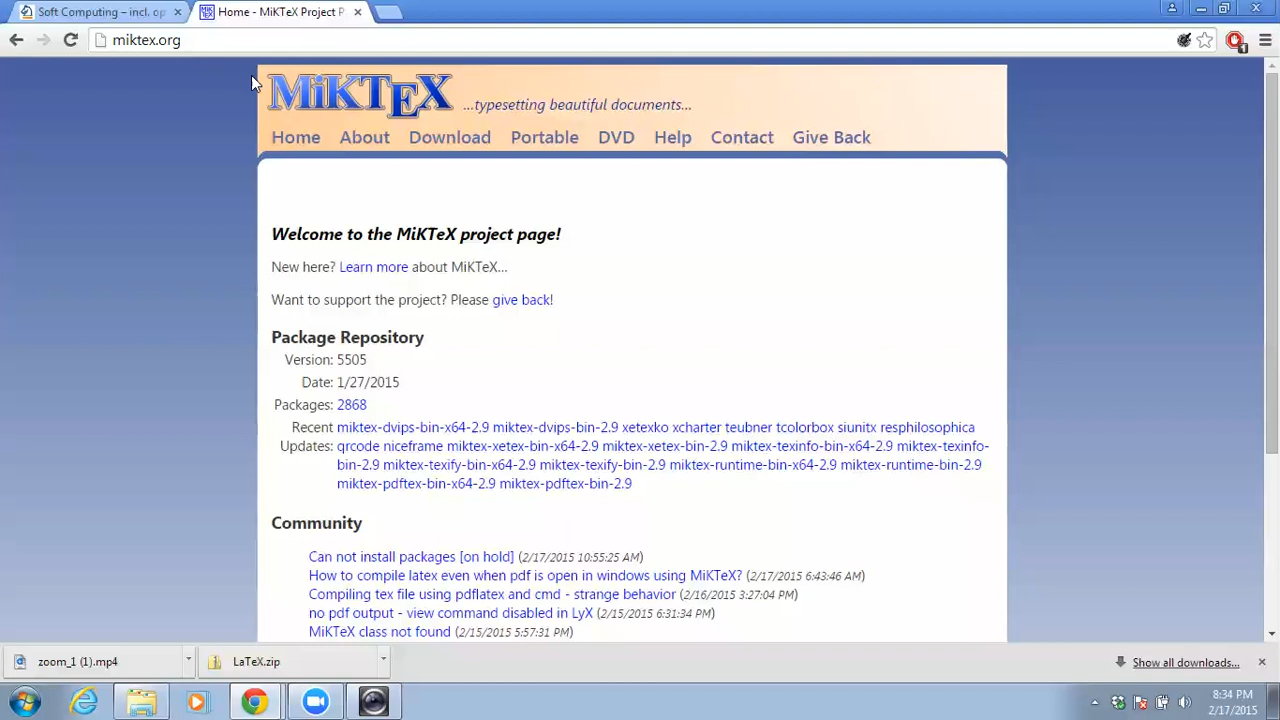 Soft Computing – incl. op
Home - MiKTeX Project P
miktex.org
MiKTEX ...typesetting beautiful documents...
Home About Download Portable DVD Help Contact Give Back
Welcome to the MiKTeX project page!
New here? Learn more about MiKTeX...
Want to support the project? Please give back!
Package Repository
Version: 5505
Date: 1/27/2015
Packages: 2868
Recent Updates: miktex-dvips-bin-x64-2.9 miktex-dvips-bin-2.9 xetexko xcharter teubner tcolorbox siunitx resphilosophica
qrcode niceframe miktex-xetex-bin-x64-2.9 miktex-xetex-bin-2.9 miktex-texinfo-bin-x64-2.9 miktex-texinfo-
bin-2.9 miktex-texify-bin-x64-2.9 miktex-texify-bin-2.9 miktex-runtime-bin-x64-2.9 miktex-runtime-bin-2.9
miktex-pdftex-bin-x64-2.9 miktex-pdftex-bin-2.9
Community
Can not install packages [on hold] (2/17/2015 10:55:25 AM)
How to compile latex even when pdf is open in windows using MiKTeX? (2/17/2015 6:43:46 AM)
Compiling tex file using pdflatex and cmd - strange behavior (2/16/2015 3:27:04 PM)
no pdf output - view command disabled in LyX (2/15/2015 6:31:34 PM)
MiKTeX class not found (2/15/2015 5:57:31 PM)
zoom_1 (1).mp4
LaTeX.zip
Show all downloads...
8:34 PM
2/17/2015